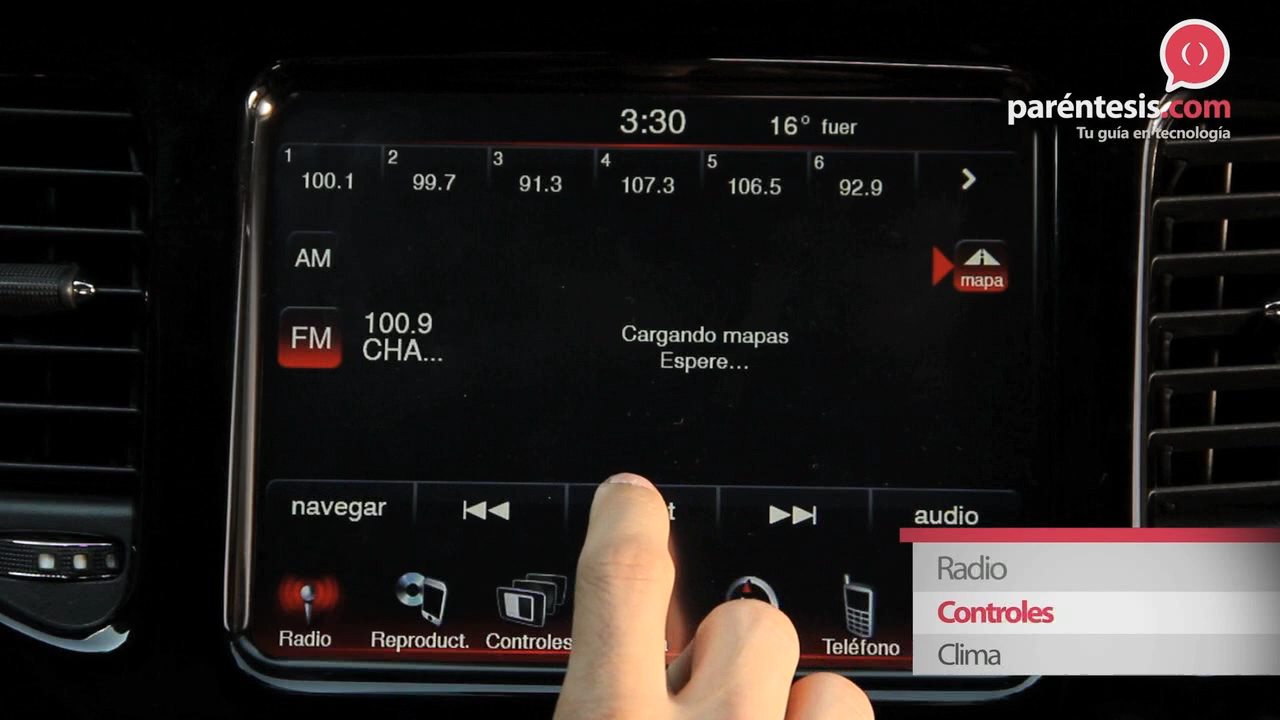 paréntesis.com
Tu guía en tecnología
3:30 16° fuer
1 100.1 2 99.7 3 91.3 4 107.3 5 106.5 6 92.9
AM
mapa
FM 100.9
CHA...
Cargando mapas
Espere...
navegar audio
Radio Reproduct. Controles Teléfono
Radio
Controles
Clima